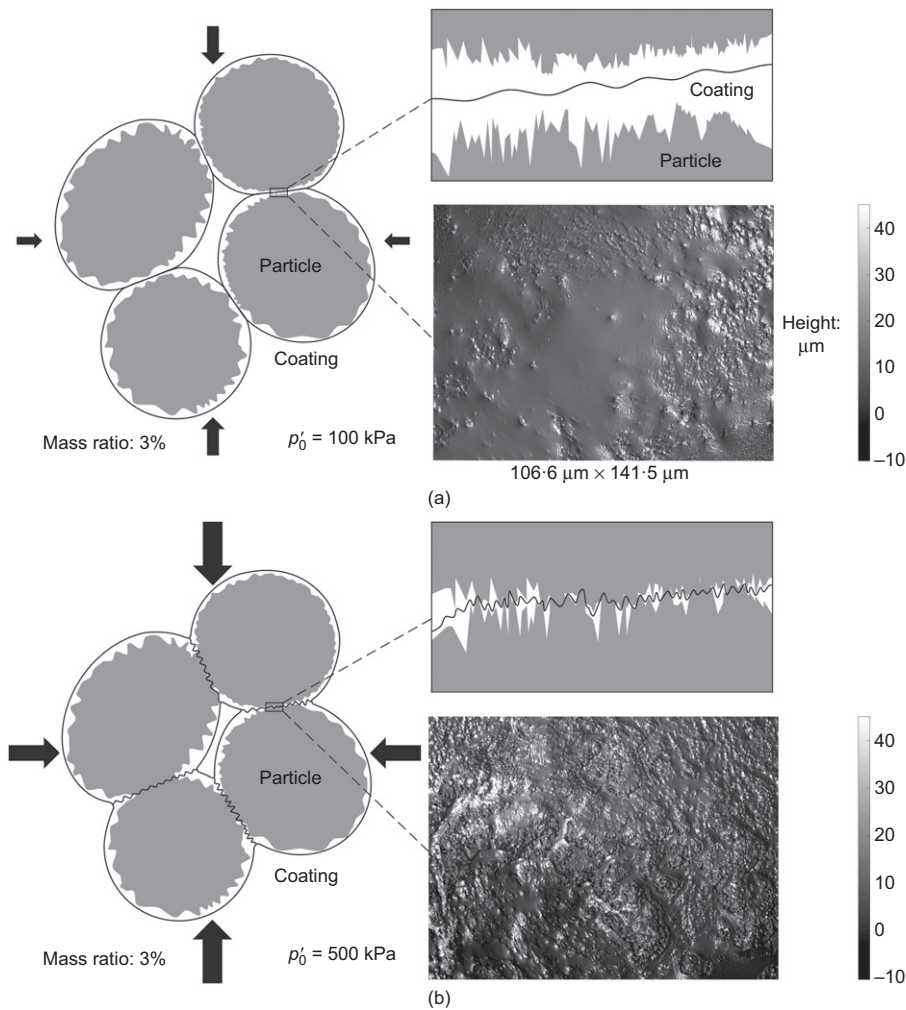 Coating
Particle
Particle
Coating
Mass ratio: 3%
p′0 = 100 kPa
40
30
20
10
0
–10
Height:
μm
106·6 μm × 141·5 μm
(a)
Particle
Coating
Mass ratio: 3%
p′0 = 500 kPa
40
30
20
10
0
–10
(b)